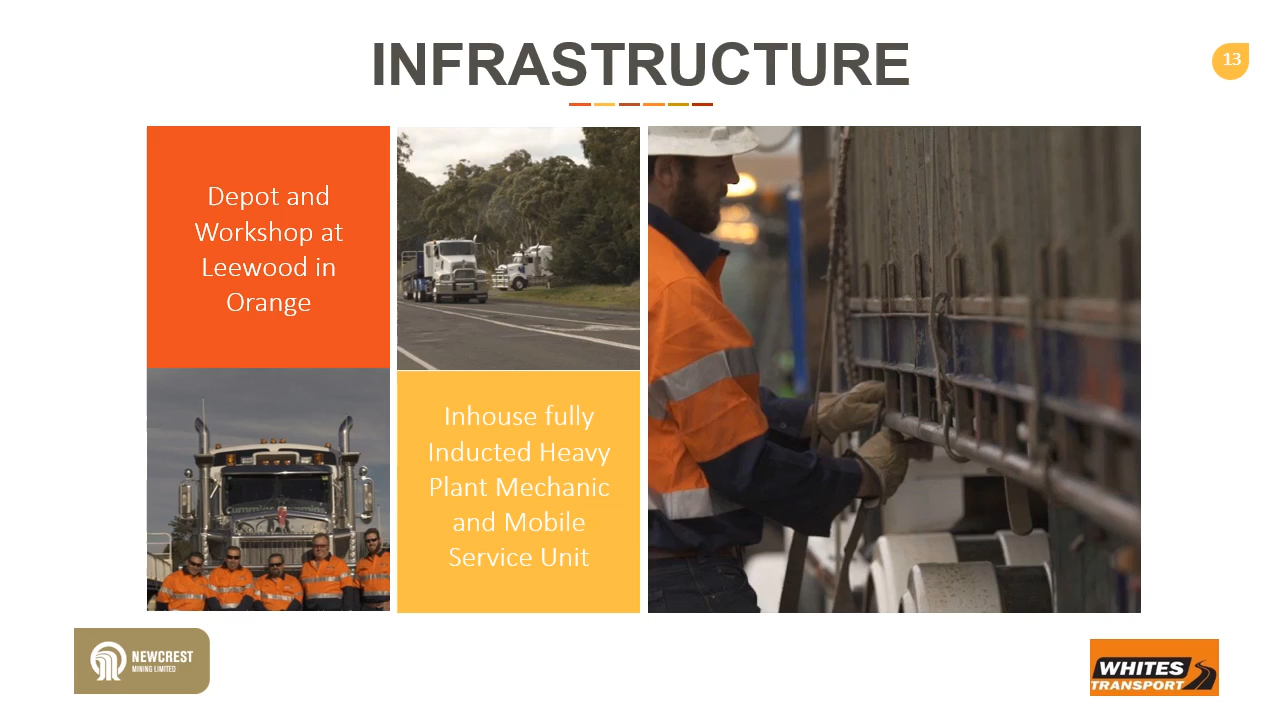 INFRASTRUCTURE
13
Depot and
Workshop at
Leewood in
Orange
Inhouse fully
Inducted Heavy
Plant Mechanic
and Mobile
Service Unit
NEWCREST
MINING LIMITED
WHITES
TRANSPORT